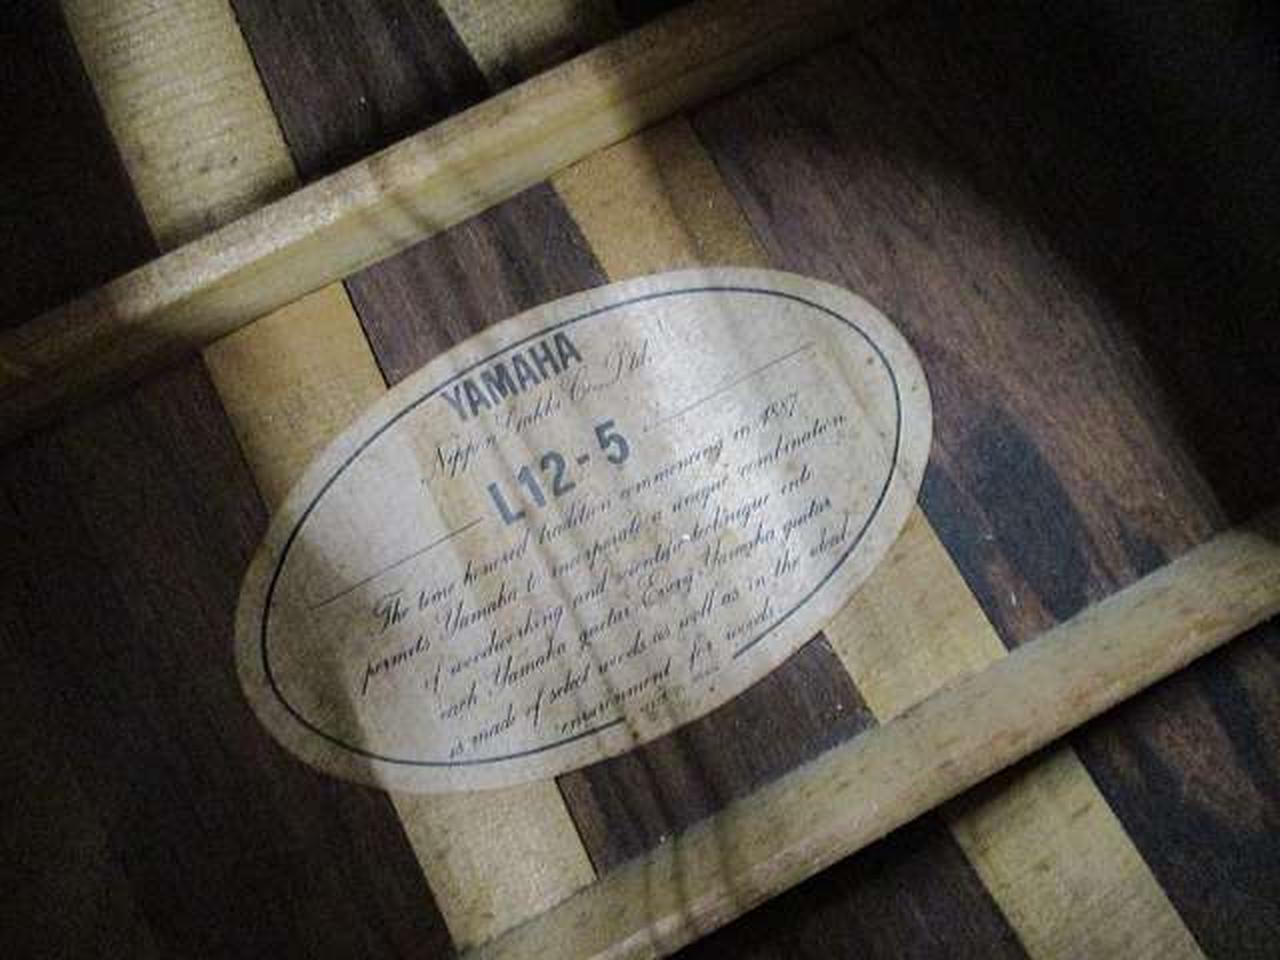 YAMAHA
Nippon Gakki Co., Ltd.
L12-5
The time honored tradition commencing in 1887
permets Yamaha to incorporate a unique combination
of woodworking and scientific technique into
each Yamaha guitar. Every Yamaha guitar
is made of select woods as well as in the ideal
environment for woods.